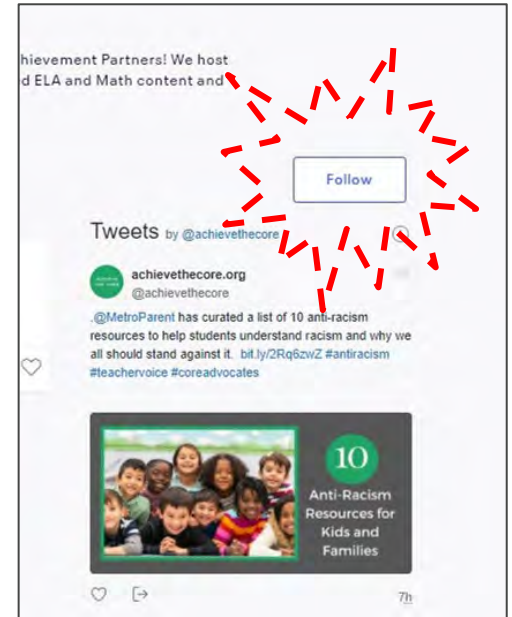 hievement Partners! We host
d ELA and Math content and
Follow
Tweets by @achievethecore
achievethecore.org
@achievethecore
.@MetroParent has curated a list of 10 anti-racism
resources to help students understand racism and why we
all should stand against it. bit.ly/2Rq6zwZ #antiracism
#teachervoice #coreadvocates
10
Anti-Racism
Resources for
Kids and
Families
7h